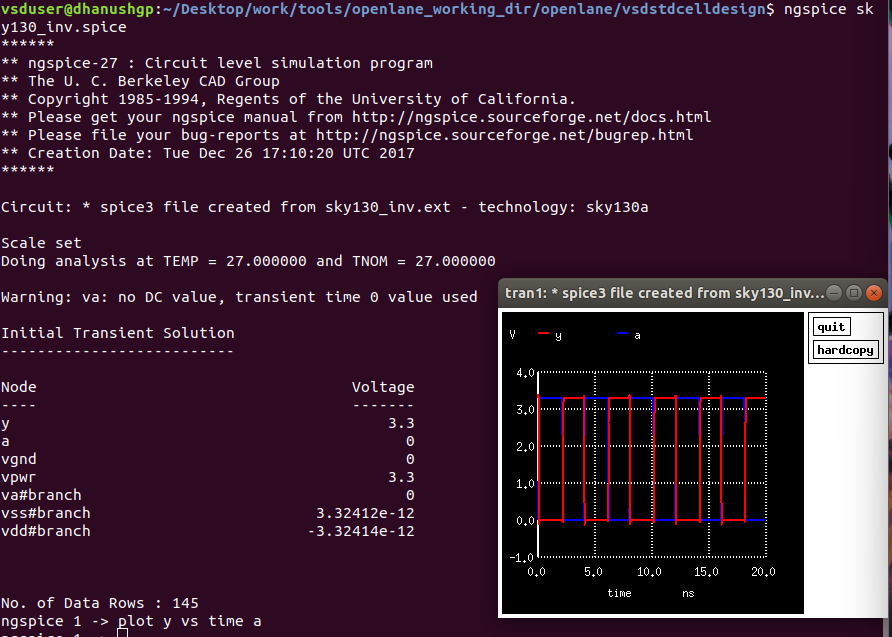 vsduser@dhanushgp:~/Desktop/work/tools/openlane_working_dir/openlane/vsdstdcelldesign$ ngspice sk
y130_inv.spice
******
** ngspice-27 : Circuit level simulation program
** The U. C. Berkeley CAD Group
** Copyright 1985-1994, Regents of the University of California.
** Please get your ngspice manual from http://ngspice.sourceforge.net/docs.html
** Please file your bug-reports at http://ngspice.sourceforge.net/bugrep.html
** Creation Date: Tue Dec 26 17:10:20 UTC 2017
******
Circuit: * spice3 file created from sky130_inv.ext - technology: sky130a
Scale set
Doing analysis at TEMP = 27.000000 and TNOM = 27.000000
Warning: va: no DC value, transient time 0 value used
Initial Transient Solution
--------------------------
Node Voltage
---- -------
y 3.3
a 0
vgnd 0
vpwr 3.3
va#branch 0
vss#branch 3.32412e-12
vdd#branch -3.32414e-12
No. of Data Rows : 145
ngspice 1 -> plot y vs time a
tran1: * spice3 file created from sky130_inv...
quit
hardcopy
V y a
4.0
3.0
2.0
1.0
0.0
-1.0
0.0 5.0 10.0 15.0 20.0
time ns